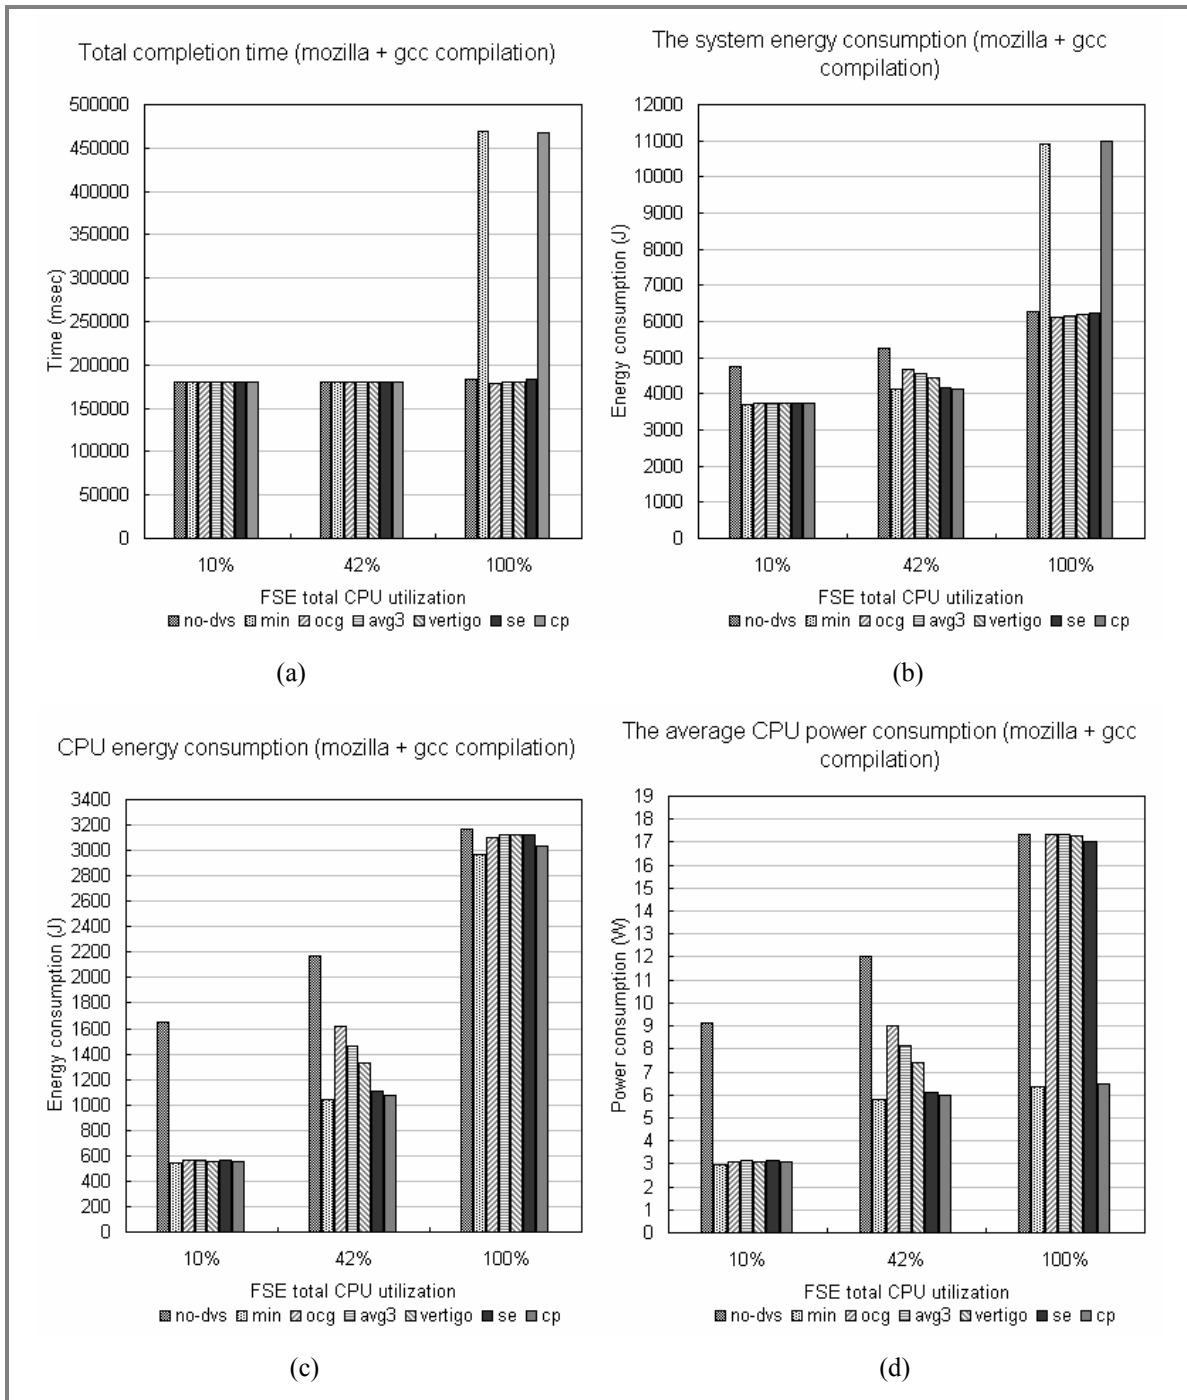 Total completion time (mozilla + gcc compilation)
500000
450000
400000
350000
300000
250000
200000
150000
100000
50000
0
Time (msec)
10% 42% 100%
FSE total CPU utilization
no-dvs min ocg avg3 vertigo se cp
(a)
The system energy consumption (mozilla + gcc
compilation)
12000
11000
10000
9000
8000
7000
6000
5000
4000
3000
2000
1000
0
Energy consumption (J)
10% 42% 100%
FSE total CPU utilization
no-dvs min ocg avg3 vertigo se cp
(b)
CPU energy consumption (mozilla + gcc compilation)
3400
3200
3000
2800
2600
2400
2200
2000
1800
1600
1400
1200
1000
800
600
400
200
0
Energy consumption (J)
10% 42% 100%
FSE total CPU utilization
no-dvs min ocg avg3 vertigo se cp
(c)
The average CPU power consumption (mozilla + gcc
compilation)
19
18
17
16
15
14
13
12
11
10
9
8
7
6
5
4
3
2
1
0
Power consumption (W)
10% 42% 100%
FSE total CPU utilization
no-dvs min ocg avg3 vertigo se cp
(d)